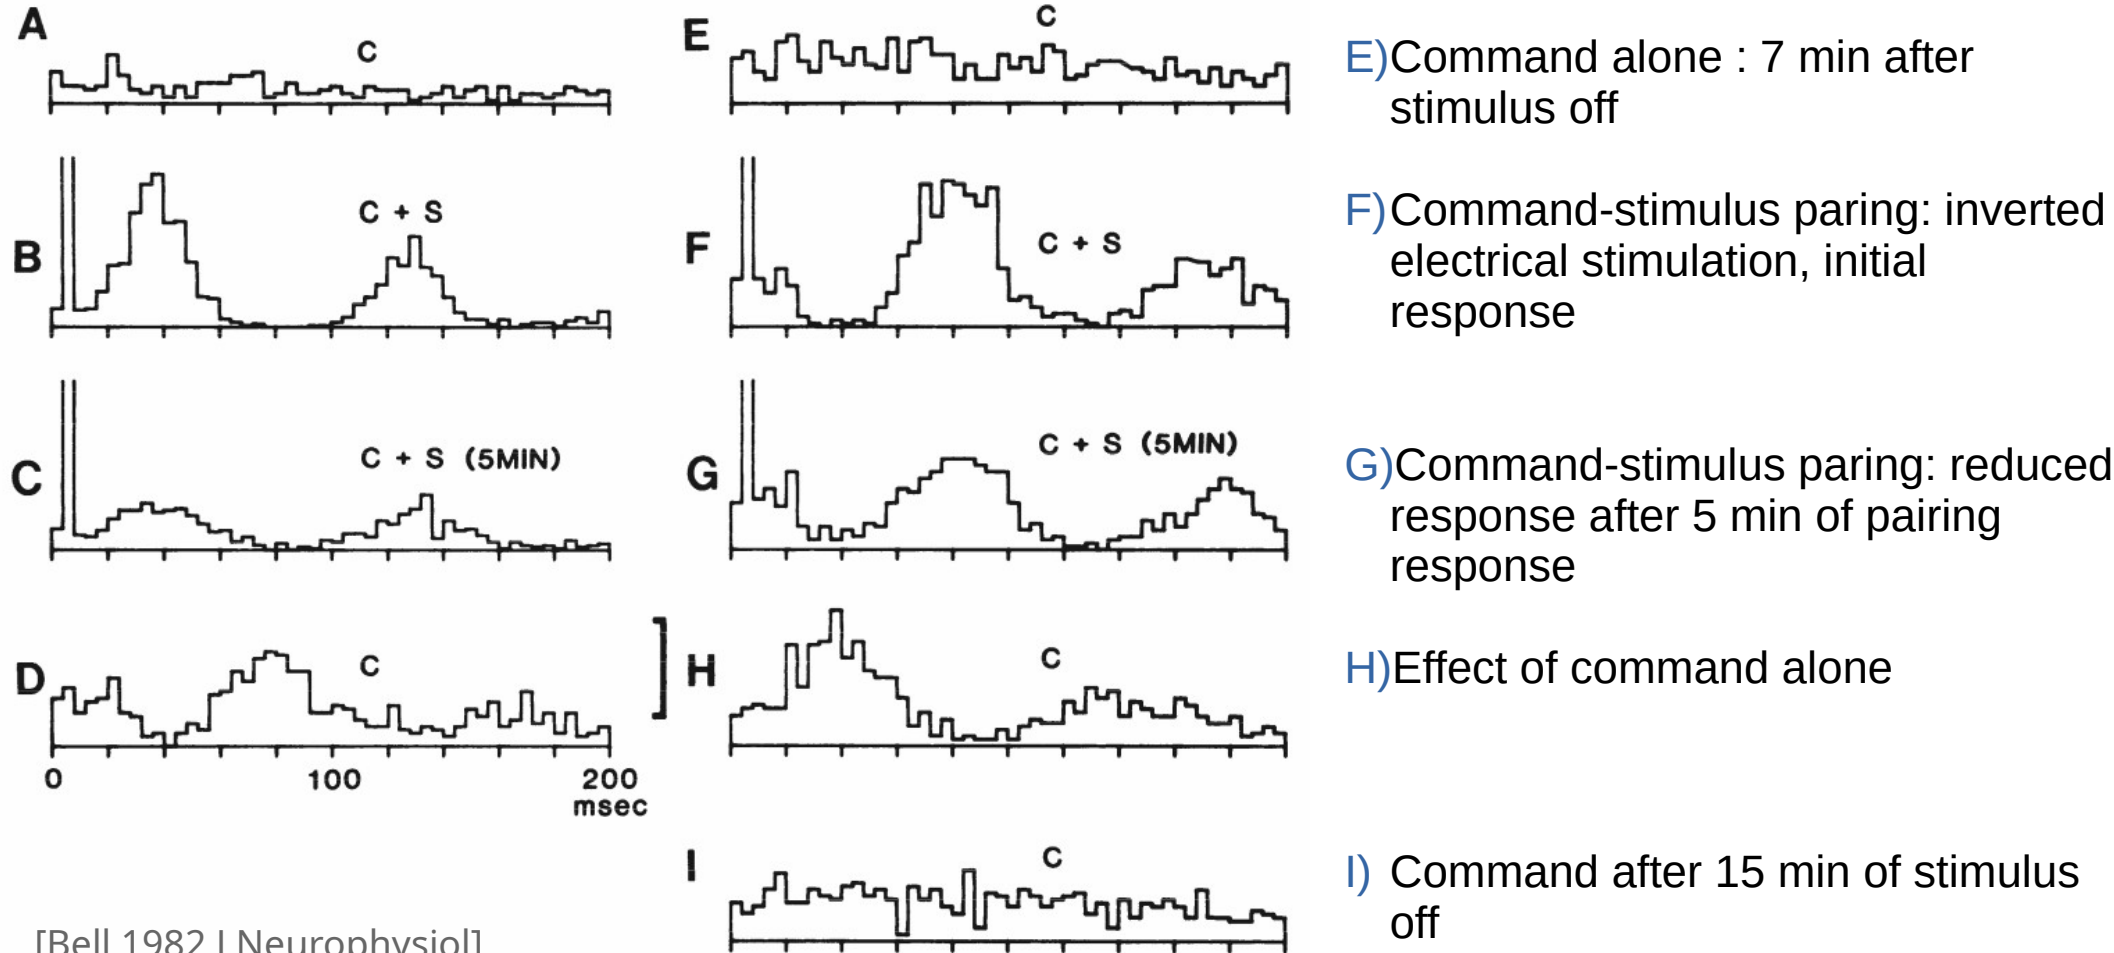 A
C
B
C + S
C
C + S (5MIN)
D
C
0 100 200
msec
E
C
F
C + S
G
C + S (5MIN)
H
C
I
C
E)Command alone : 7 min after
stimulus off
F)Command-stimulus paring: inverted
electrical stimulation, initial
response
G)Command-stimulus paring: reduced
response after 5 min of pairing
response
H)Effect of command alone
I) Command after 15 min of stimulus
off
[Bell 1982 J Neurophysiol]